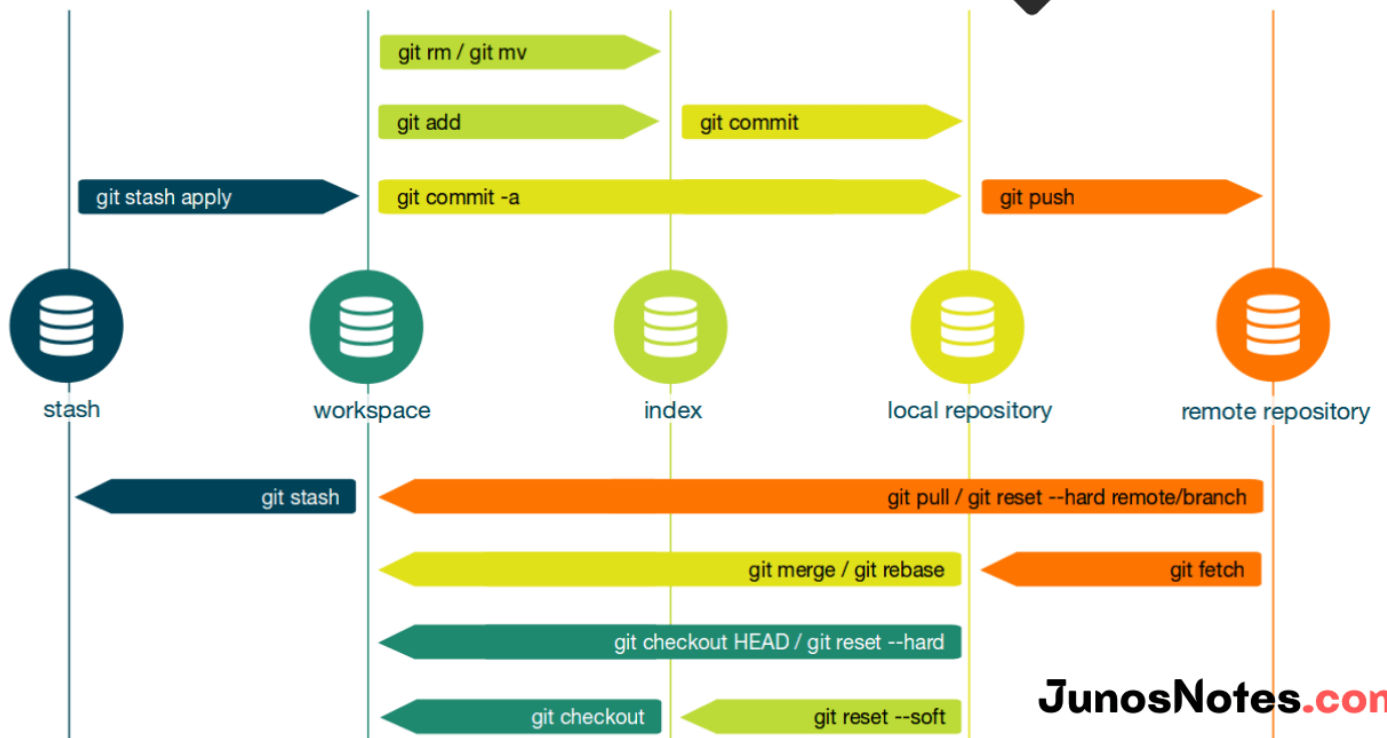 git rm / git mv
git add
git commit
git stash apply
git commit -a
git push
stash
workspace
index
local repository
remote repository
git stash
git pull / git reset --hard remote/branch
git merge / git rebase
git fetch
git checkout HEAD / git reset --hard
JunosNotes.com
git checkout
git reset --soft